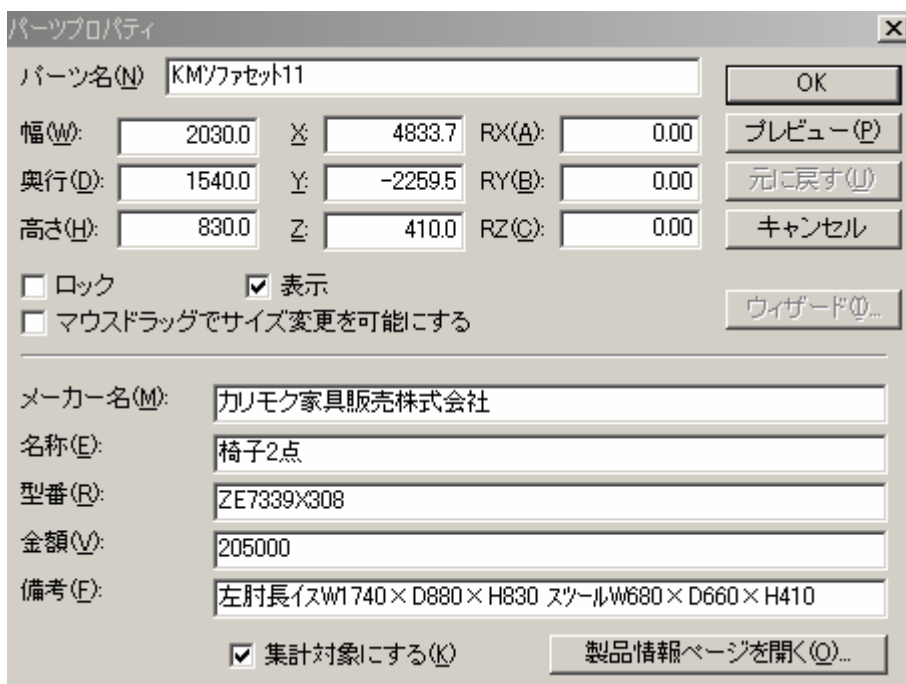 パーツプロパティ
パーツ名(N) KMソファセット11 OK
幅(W): 2030.0 X: 4833.7 RX(A): 0.00 プレビュー(P)
奥行(D): 1540.0 Y: -2259.5 RY(B): 0.00 元に戻す(U)
高さ(H): 830.0 Z: 410.0 RZ(C): 0.00 キャンセル
ロック 表示
マウスドラッグでサイズ変更を可能にする ウィザード(I)...
メーカー名(M): カリモク家具販売株式会社
名称(E): 椅子2点
型番(R): ZE7339X308
金額(V): 205000
備考(F): 左肘長イスW1740×D880×H830 スツールW680×D660×H410
集計対象にする(K) 製品情報ページを開く(O)...